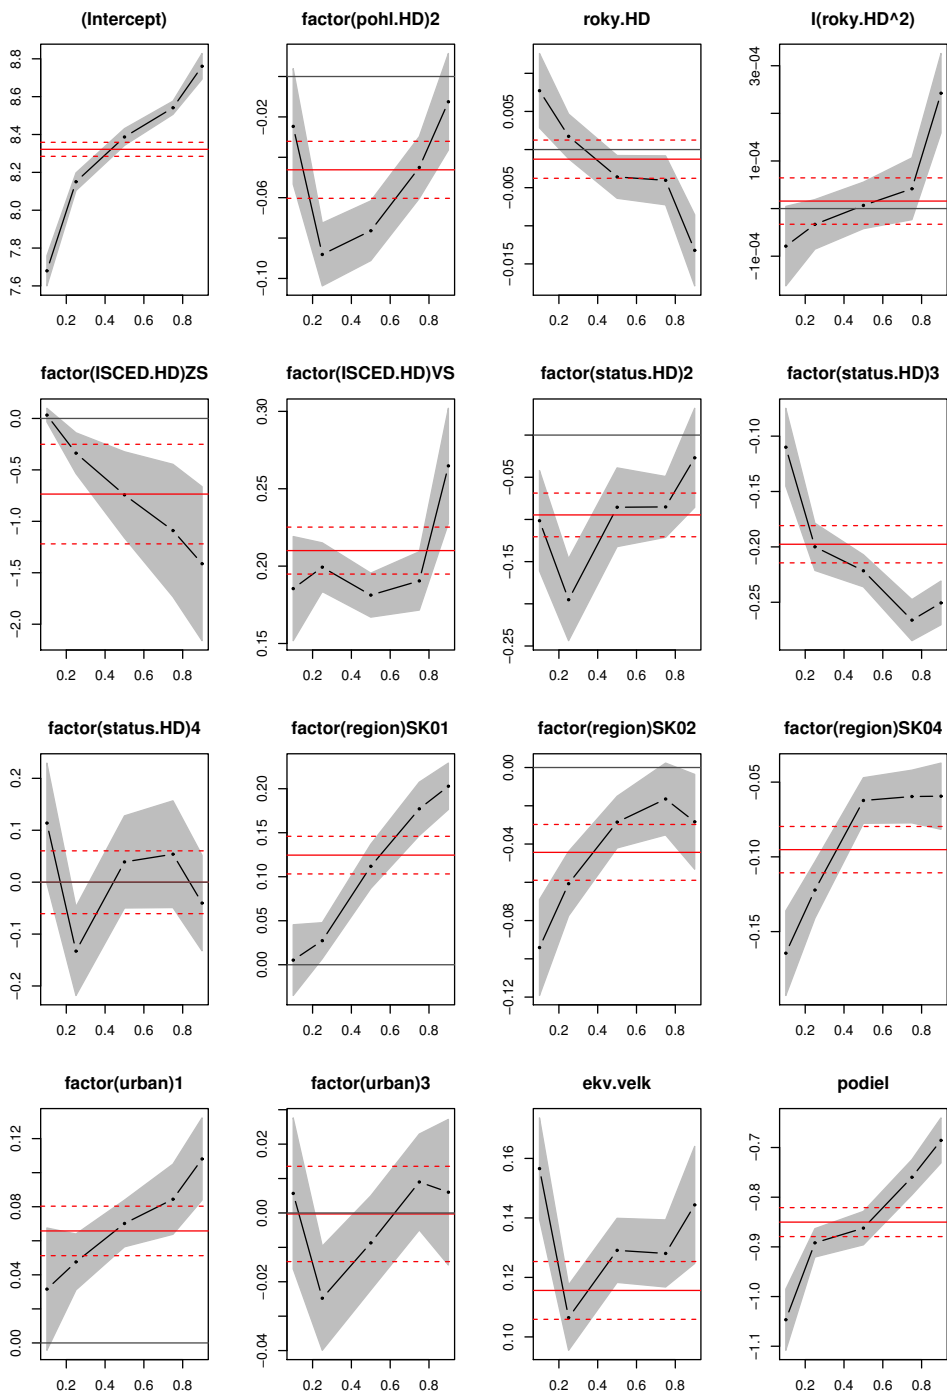 (Intercept) factor(pohl.HD)2 roky.HD I(roky.HD^2)
7.6 7.8 8.0 8.2 8.4 8.6 8.8
−0.10 −0.06 −0.02
−0.015 −0.005 0.005
−1e−04 1e−04 3e−04
0.2 0.4 0.6 0.8 0.2 0.4 0.6 0.8 0.2 0.4 0.6 0.8 0.2 0.4 0.6 0.8
factor(ISCED.HD)ZS factor(ISCED.HD)VS factor(status.HD)2 factor(status.HD)3
−2.0 −1.5 −1.0 −0.5 0.0
0.15 0.20 0.25 0.30
−0.25 −0.15 −0.05
−0.25 −0.20 −0.15 −0.10
0.2 0.4 0.6 0.8 0.2 0.4 0.6 0.8 0.2 0.4 0.6 0.8 0.2 0.4 0.6 0.8
factor(status.HD)4 factor(region)SK01 factor(region)SK02 factor(region)SK04
−0.2 −0.1 0.0 0.1 0.2
0.00 0.05 0.10 0.15 0.20
−0.12 −0.08 −0.04 0.00
−0.15 −0.10 −0.05
0.2 0.4 0.6 0.8 0.2 0.4 0.6 0.8 0.2 0.4 0.6 0.8 0.2 0.4 0.6 0.8
factor(urban)1 factor(urban)3 ekv.velk podiel
0.00 0.04 0.08 0.12
−0.04 −0.02 0.00 0.02
0.10 0.12 0.14 0.16
−1.1 −1.0 −0.9 −0.8 −0.7
0.2 0.4 0.6 0.8 0.2 0.4 0.6 0.8 0.2 0.4 0.6 0.8 0.2 0.4 0.6 0.8